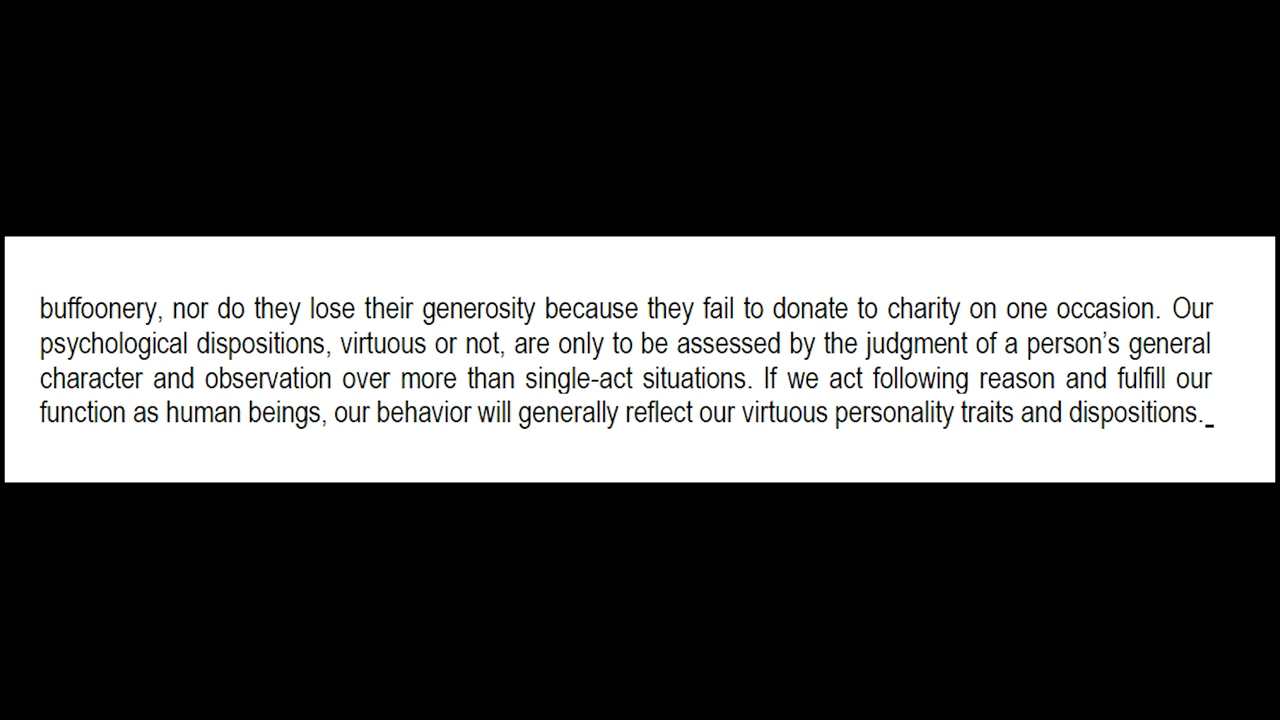 buffoonery, nor do they lose their generosity because they fail to donate to charity on one occasion. Our
psychological dispositions, virtuous or not, are only to be assessed by the judgment of a person’s general
character and observation over more than single-act situations. If we act following reason and fulfill our
function as human beings, our behavior will generally reflect our virtuous personality traits and dispositions._